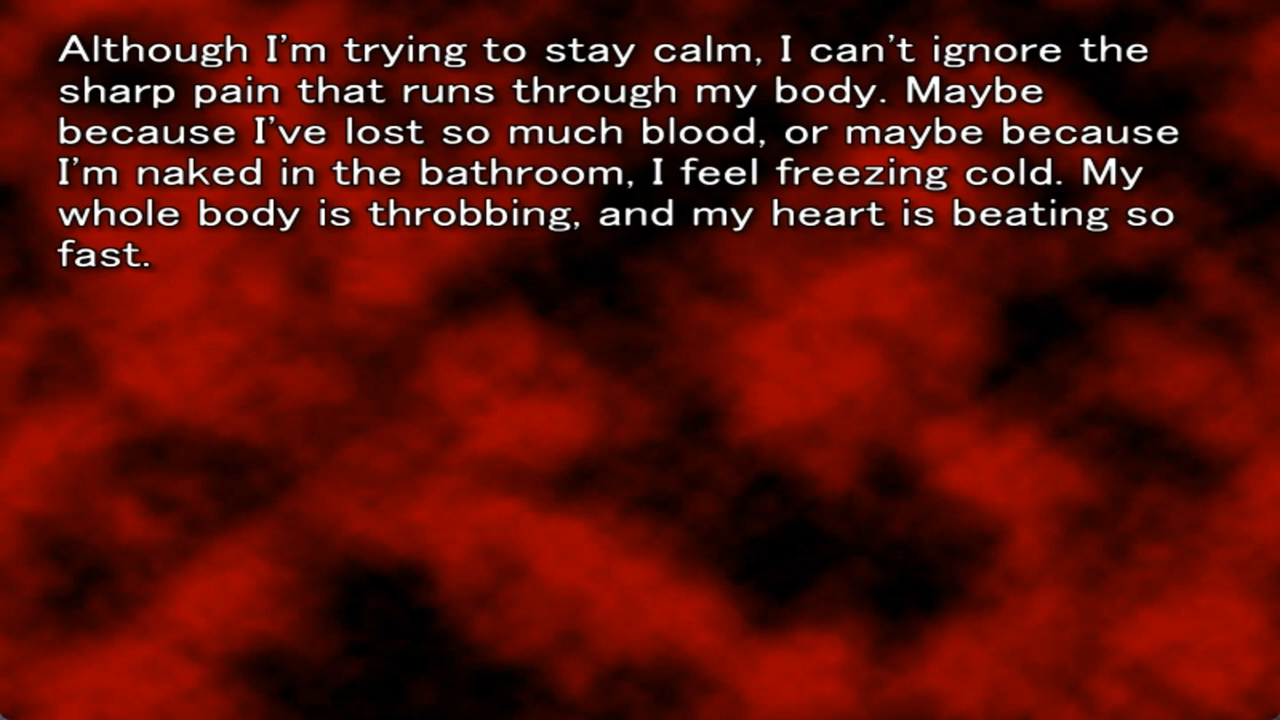 Although I'm trying to stay calm, I can't ignore the
sharp pain that runs through my body. Maybe
because I've lost so much blood, or maybe because
I'm naked in the bathroom, I feel freezing cold. My
whole body is throbbing, and my heart is beating so
fast.